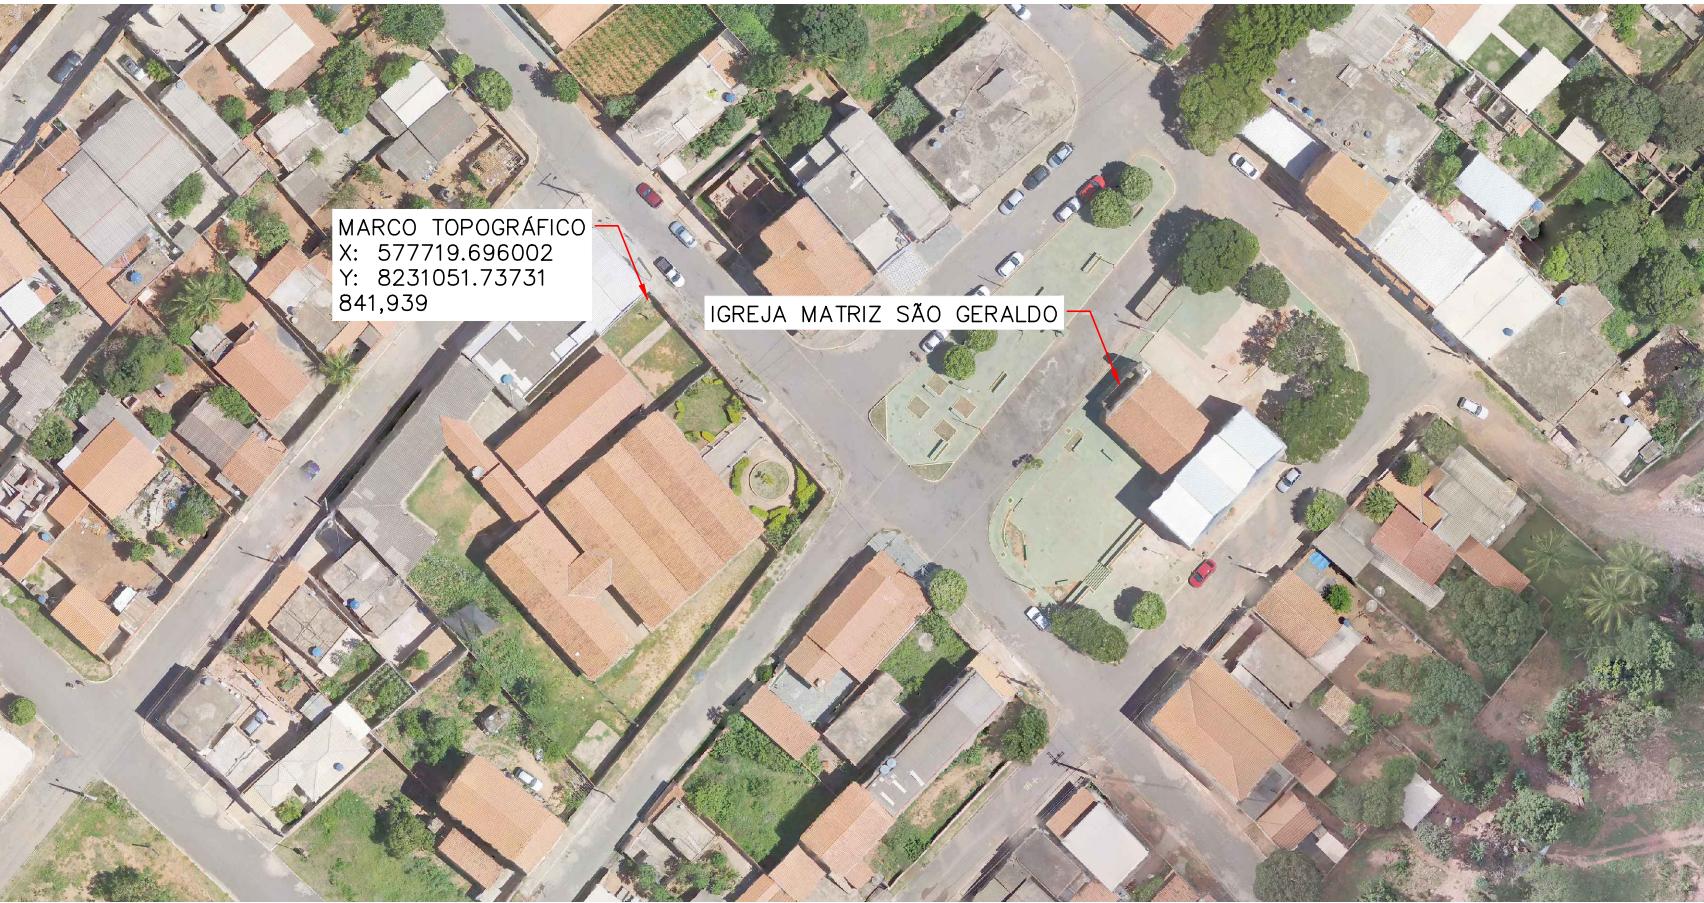 MARCO TOPOGRÁFICO
X: 577719.696002
Y: 8231051.73731
841,939
IGREJA MATRIZ SÃO GERALDO